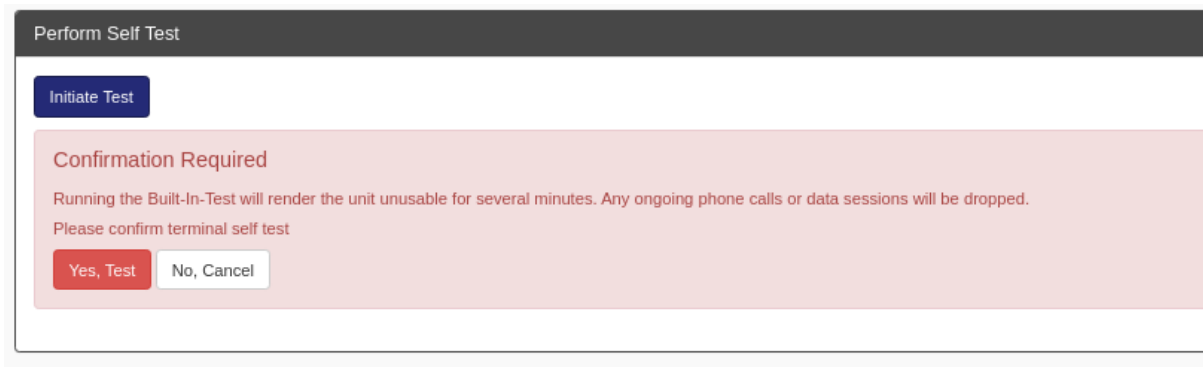 Perform Self Test
Initiate Test
Confirmation Required
Running the Built-In-Test will render the unit unusable for several minutes. Any ongoing phone calls or data sessions will be dropped.
Please confirm terminal self test
Yes, Test No, Cancel